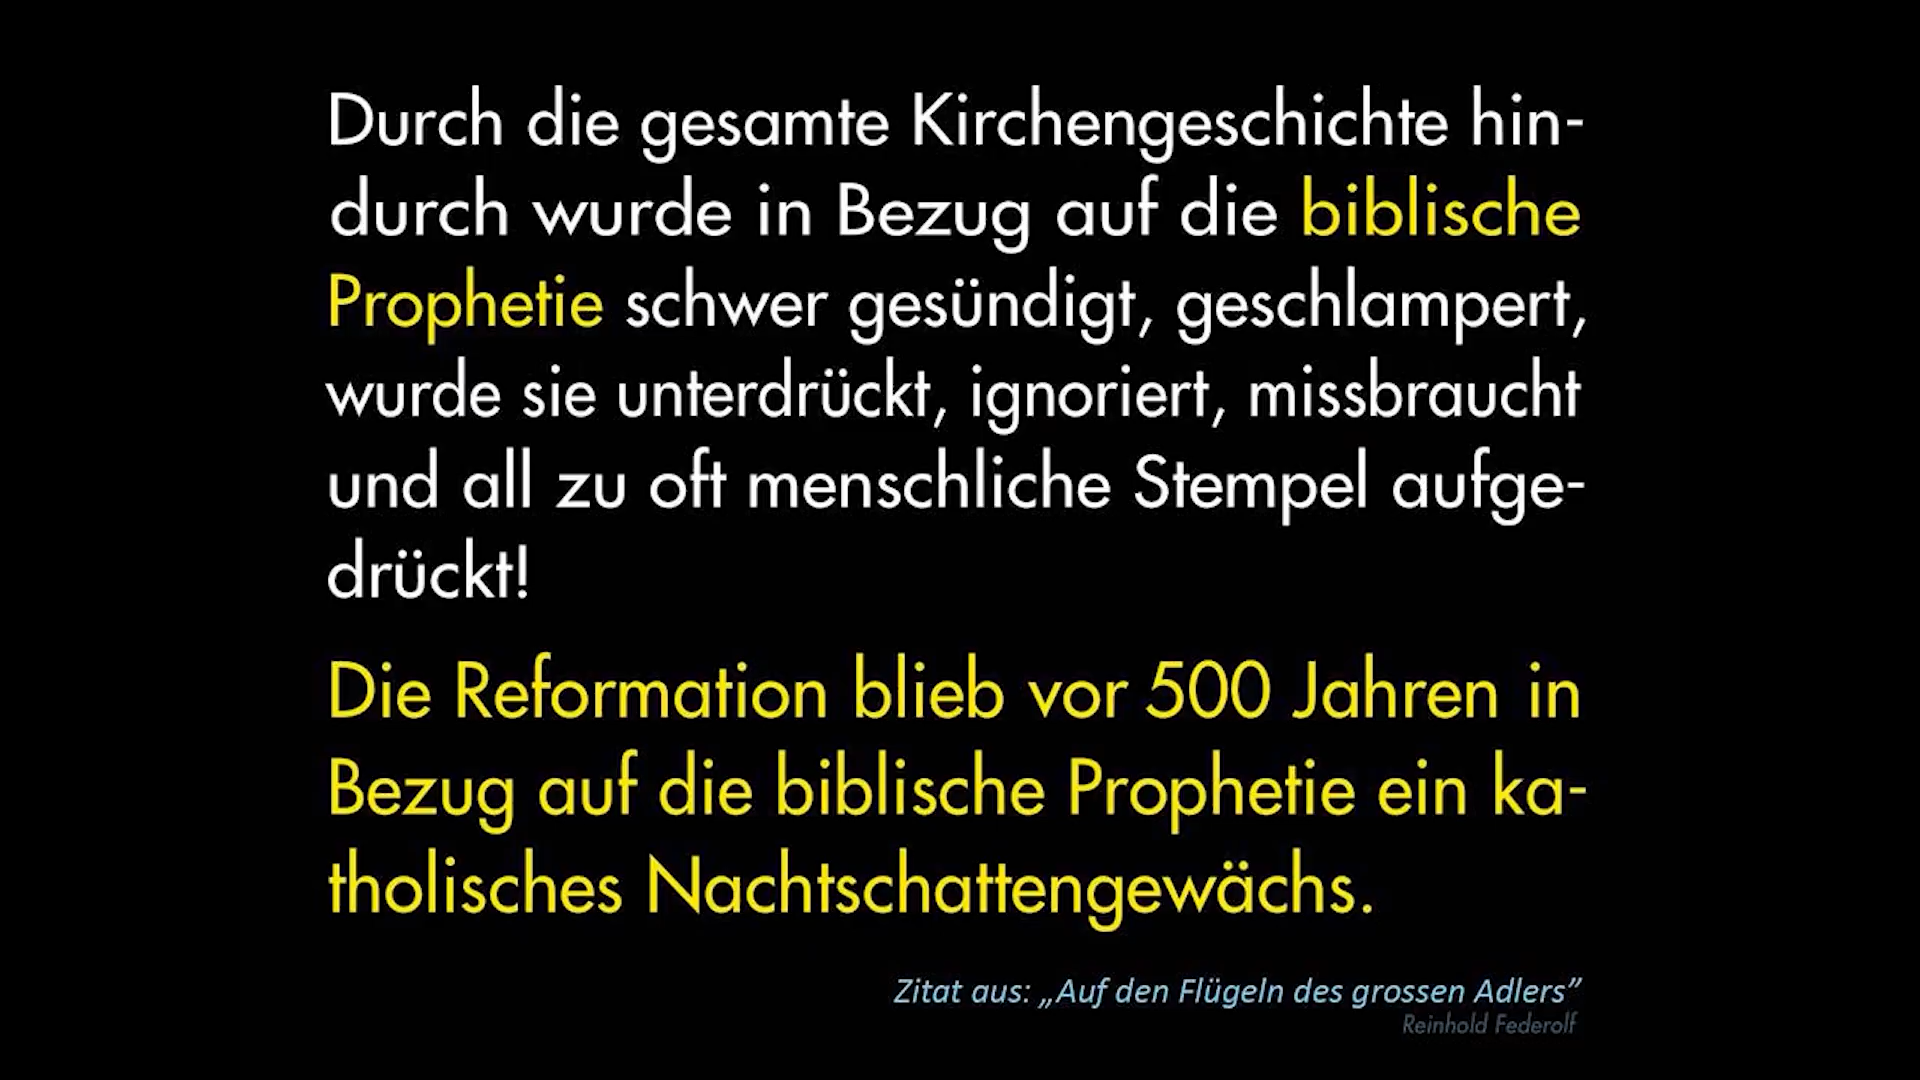 Durch die gesamte Kirchengeschichte hin-
durch wurde in Bezug auf die biblische
Prophetie schwer gesündigt, geschlampert,
wurde sie unterdrückt, ignoriert, missbraucht
und all zu oft menschliche Stempel aufge-
drückt!
Die Reformation blieb vor 500 Jahren in
Bezug auf die biblische Prophetie ein ka-
tholisches Nachtschattengewächs.
Zitat aus: „Auf den Flügeln des grossen Adlers”
Reinhold Federolf